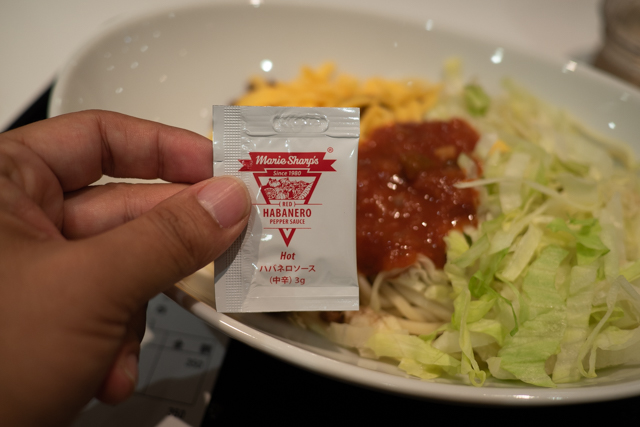 Marie Sharp's®
Since 1980
(RED)
HABANERO
PEPPER SAUCE
Hot
ハバネロソース
(中辛) 3g